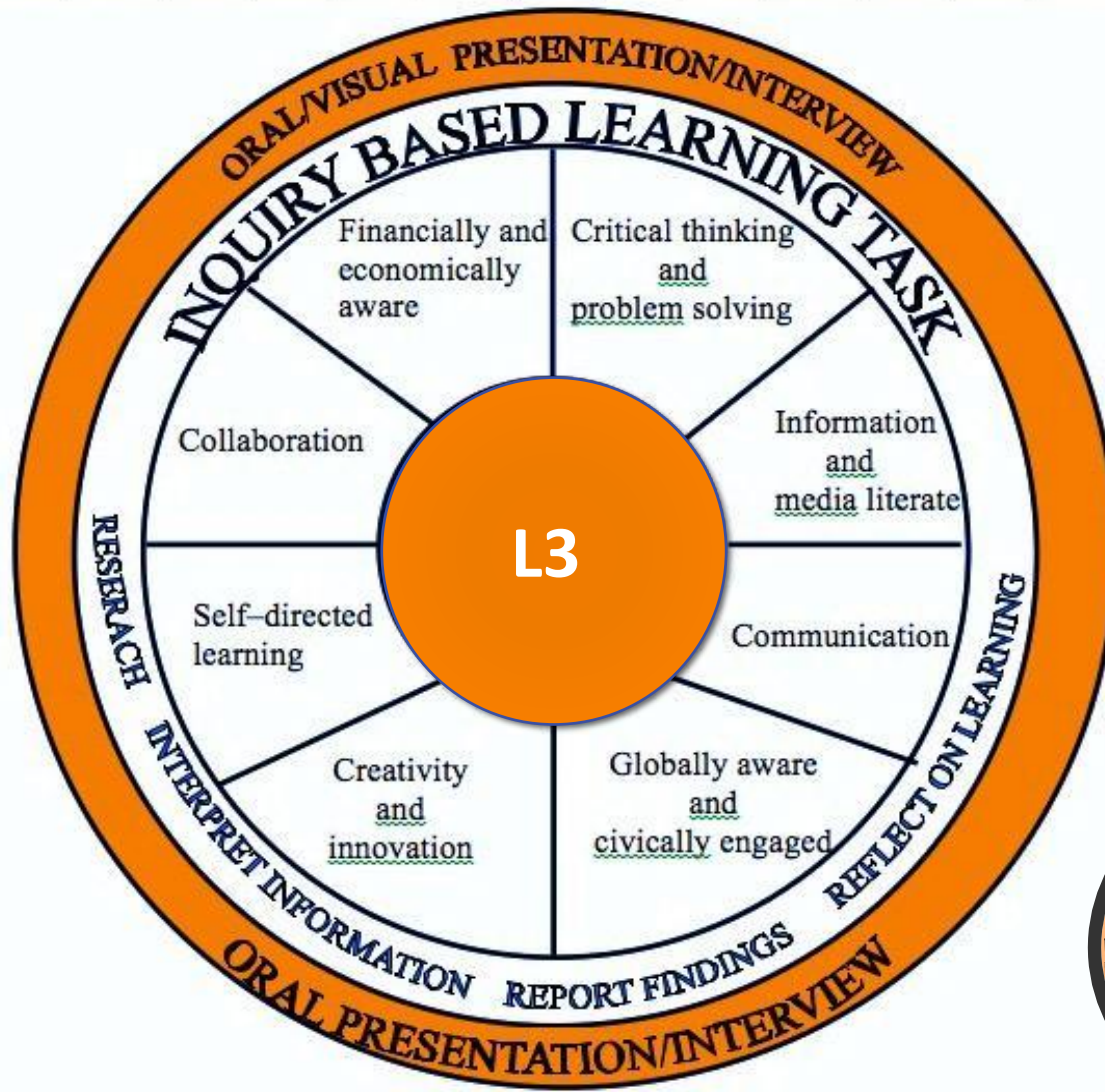 ORAL/VISUAL PRESENTATION/INTERVIEW
INQUIRY BASED LEARNING TASK
Financially and
economically
aware
Critical thinking
and
problem solving
Collaboration
Information
and
media literate
L3
Self–directed
learning
Communication
Creativity
and
innovation
Globally aware
and
civically engaged
RESERACH INTERPRET INFORMATION REPORT FINDINGS REFLECT ON LEARNING
ORAL PRESENTATION/INTERVIEW